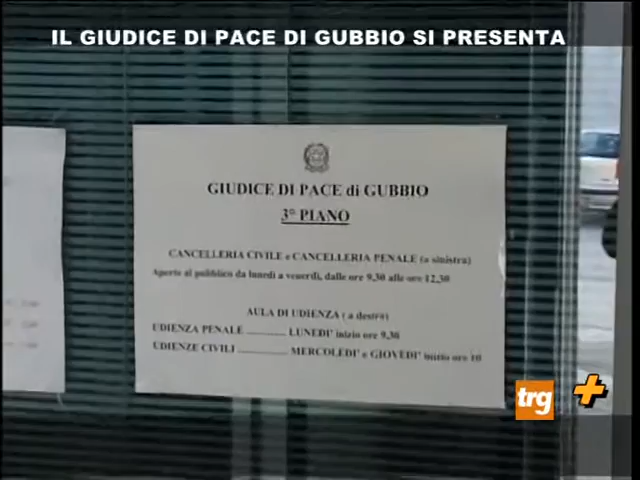 IL GIUDICE DI PACE DI GUBBIO SI PRESENTA
GIUDICE DI PACE di GUBBIO
3° PIANO
CANCELLERIA CIVILE e CANCELLERIA PENALE (a sinistra)
Aperte al pubblico da lunedì a venerdì, dalle ore 9,30 alle ore 12,30
AULA DI UDIENZA ( a destra)
UDIENZA PENALE ................ LUNEDI' inizio ore 9,30
UDIENZE CIVILI .................. MERCOLEDI' e GIOVEDI' inizio ore 10
trg +